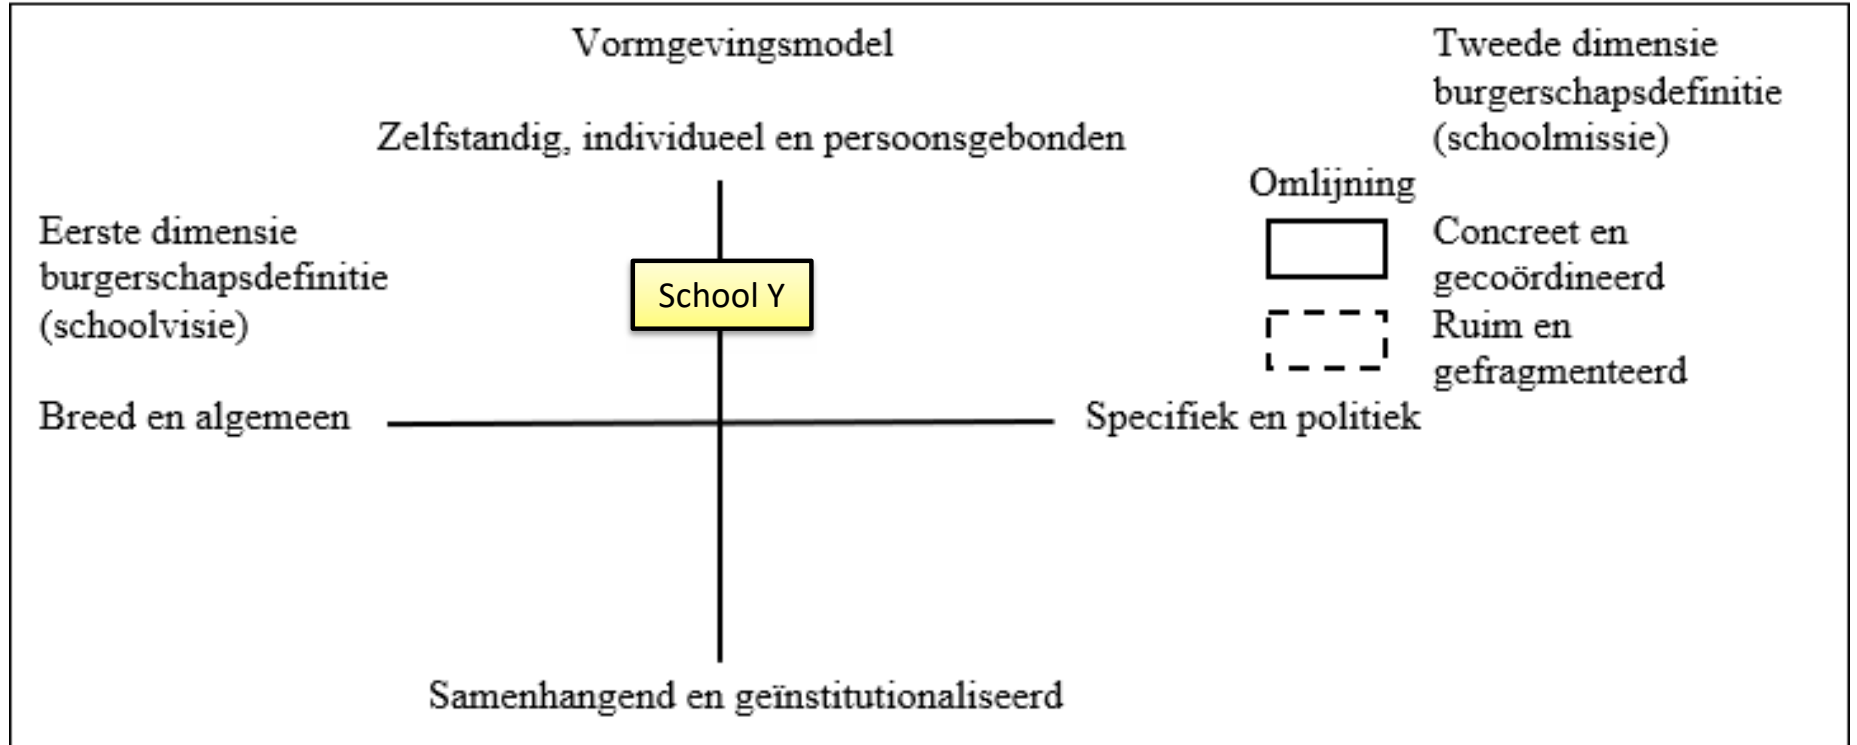 Vormgevingsmodel
Tweede dimensie
burgerschapsdefinitie
(schoolmissie)
Zelfstandig, individueel en persoonsgebonden
Omlijning
Eerste dimensie
burgerschapsdefinitie
(schoolvisie)
Concreet en
gecoördineerd
School Y
Ruim en
gefragmenteerd
Breed en algemeen
Specifiek en politiek
Samenhangend en geïnstitutionaliseerd